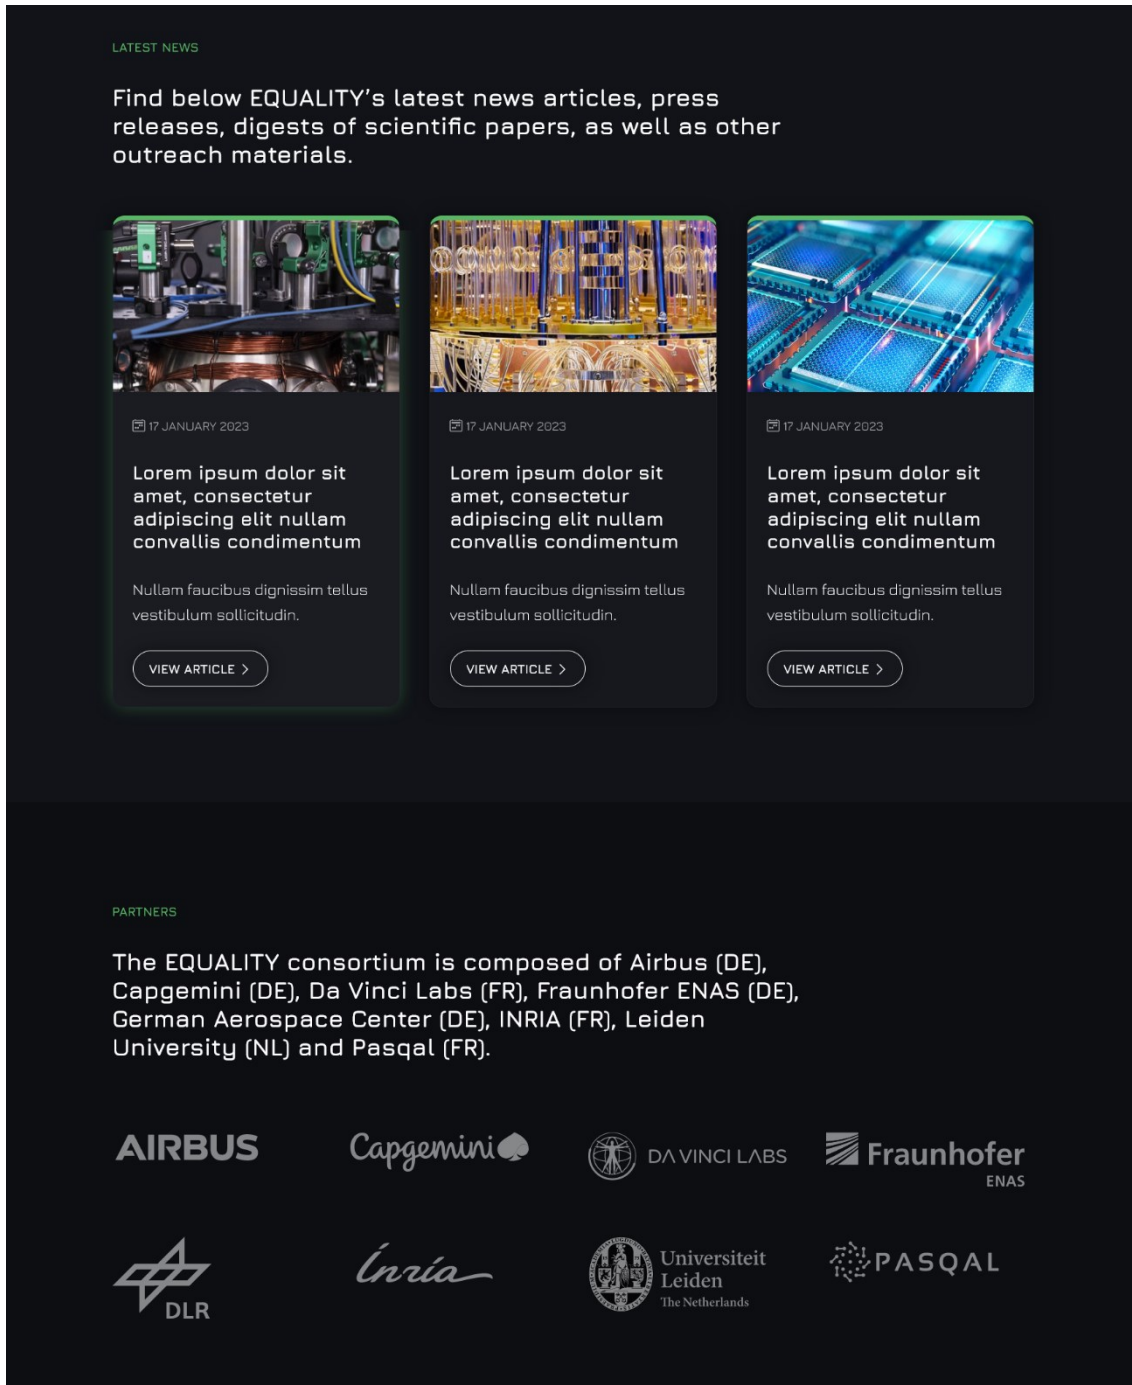 LATEST NEWS
Find below EQUALITY's latest news articles, press
releases, digests of scientific papers, as well as other
outreach materials.
17 JANUARY 2023
Lorem ipsum dolor sit
amet, consectetur
adipiscing elit nullam
convallis condimentum
Nullam faucibus dignissim tellus
vestibulum sollicitudin.
VIEW ARTICLE >
17 JANUARY 2023
Lorem ipsum dolor sit
amet, consectetur
adipiscing elit nullam
convallis condimentum
Nullam faucibus dignissim tellus
vestibulum sollicitudin.
VIEW ARTICLE >
17 JANUARY 2023
Lorem ipsum dolor sit
amet, consectetur
adipiscing elit nullam
convallis condimentum
Nullam faucibus dignissim tellus
vestibulum sollicitudin.
VIEW ARTICLE >
PARTNERS
The EQUALITY consortium is composed of Airbus (DE),
Capgemini (DE), Da Vinci Labs (FR), Fraunhofer ENAS (DE),
German Aerospace Center (DE), INRIA (FR), Leiden
University (NL) and Pasqal (FR).
AIRBUS
Capgemini
DA VINCI LABS
Fraunhofer
ENAS
DLR
Inría
Universiteit
Leiden
The Netherlands
PASQAL